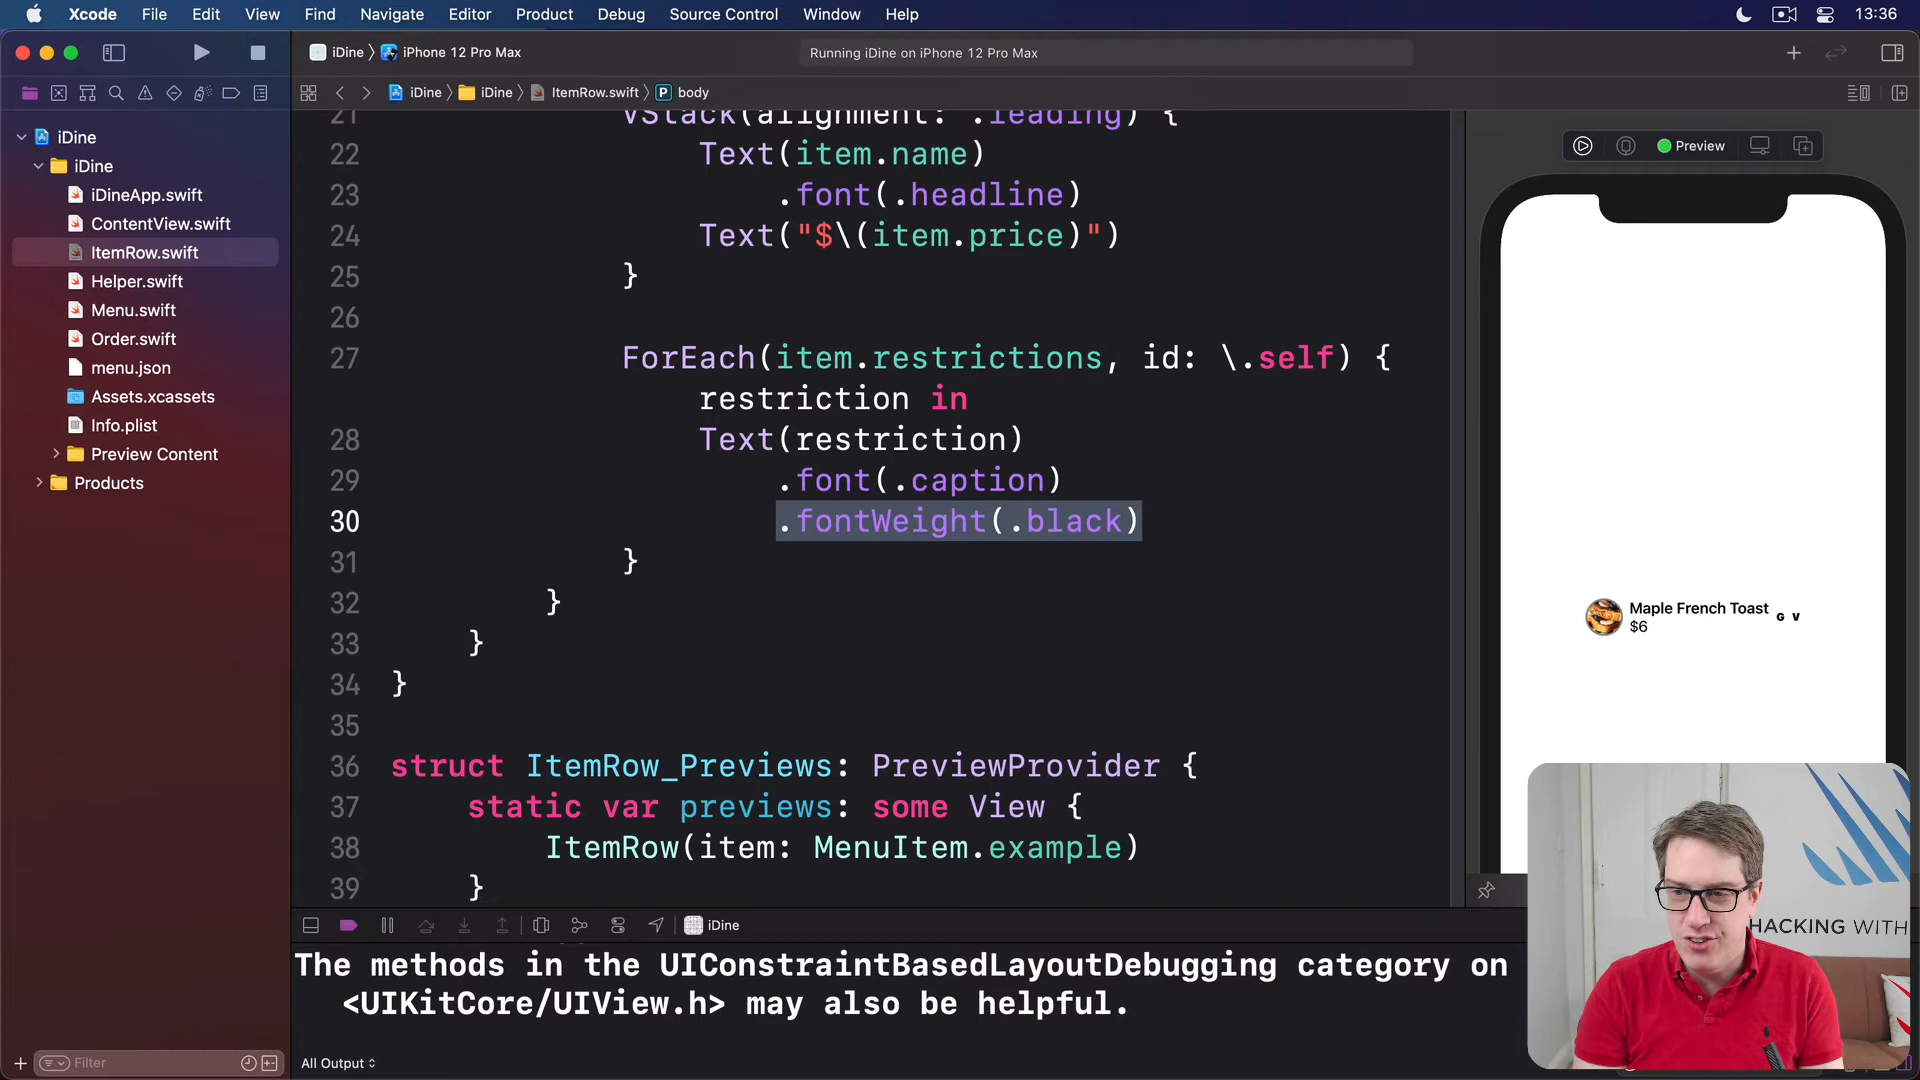 Xcode File Edit View Find Navigate Editor Product Debug Source Control Window Help 13:36
iDine iPhone 12 Pro Max
Running iDine on iPhone 12 Pro Max
iDine iDine ItemRow.swift P body
iDine
iDine
iDineApp.swift
ContentView.swift
ItemRow.swift
Helper.swift
Menu.swift
Order.swift
menu.json
Assets.xcassets
Info.plist
Preview Content
Products
Filter
21 VStack(alignment: .leading) {
22 Text(item.name)
23 .font(.headline)
24 Text("$\(item.price)")
25 }
26
27 ForEach(item.restrictions, id: \.self) {
restriction in
28 Text(restriction)
29 .font(.caption)
30 .fontWeight(.black)
31 }
32 }
33 }
34 }
35
36 struct ItemRow_Previews: PreviewProvider {
37 static var previews: some View {
38 ItemRow(item: MenuItem.example)
39 }
iDine
The methods in the UIConstraintBasedLayoutDebugging category on
<UIKitCore/UIView.h> may also be helpful.
All Output
Preview
Maple French Toast G V
$6
HACKING WITH